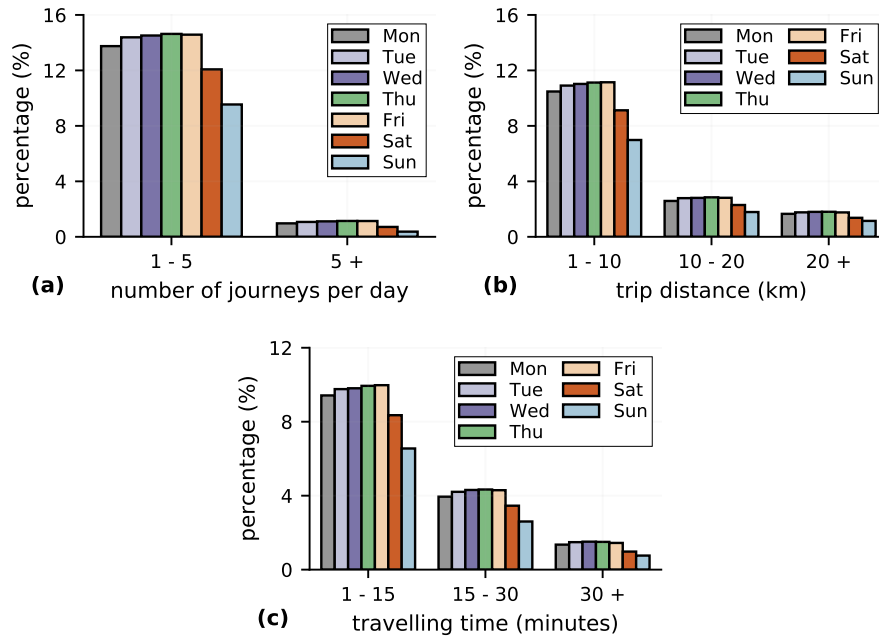 16
12
8
4
0
percentage (%)
Mon
Tue
Wed
Thu
Fri
Sat
Sun
1 - 5
5 +
(a)
number of journeys per day
16
12
8
4
0
percentage (%)
Mon Fri
Tue Sat
Wed Sun
Thu
1 - 10
10 - 20
20 +
(b)
trip distance (km)
12
8
4
0
percentage (%)
Mon Fri
Tue Sat
Wed Sun
Thu
1 - 15
15 - 30
30 +
(c)
travelling time (minutes)